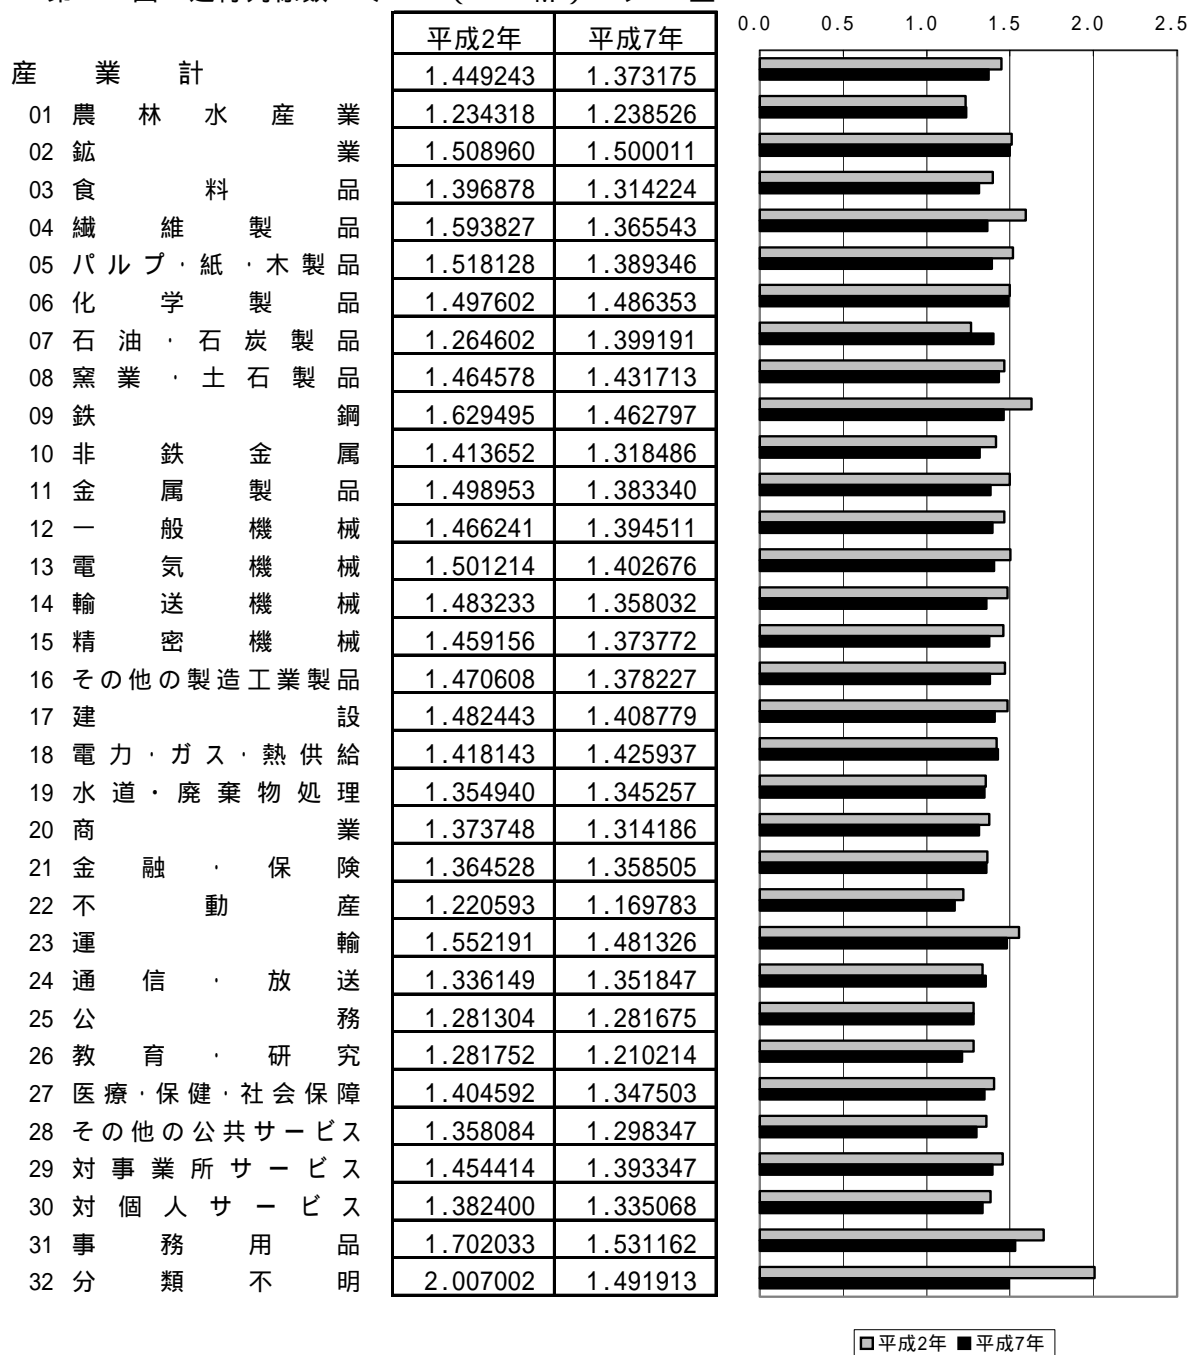 平成2年 平成7年 0.0 0.5 1.0 1.5 2.0 2.5
産業計 1.449243 1.373175
01 農林水産業 1.234318 1.238526
02 鉱業 1.508960 1.500011
03 食料品 1.396878 1.314224
04 繊維製品 1.593827 1.365543
05 パルプ・紙・木製品 1.518128 1.389346
06 化学製品 1.497602 1.486353
07 石油・石炭製品 1.264602 1.399191
08 窯業・土石製品 1.464578 1.431713
09 鉄鋼 1.629495 1.462797
10 非鉄金属 1.413652 1.318486
11 金属製品 1.498953 1.383340
12 一般機械 1.466241 1.394511
13 電気機械 1.501214 1.402676
14 輸送機械 1.483233 1.358032
15 精密機械 1.459156 1.373772
16 その他の製造工業製品 1.470608 1.378227
17 建設 1.482443 1.408779
18 電力・ガス・熱供給 1.418143 1.425937
19 水道・廃棄物処理 1.354940 1.345257
20 商業 1.373748 1.314186
21 金融・保険 1.364528 1.358505
22 不動産 1.220593 1.169783
23 運輸 1.552191 1.481326
24 通信・放送 1.336149 1.351847
25 公務 1.281304 1.281675
26 教育・研究 1.281752 1.210214
27 医療・保健・社会保障 1.404592 1.347503
28 その他の公共サービス 1.358084 1.298347
29 対事業所サービス 1.454414 1.393347
30 対個人サービス 1.382400 1.335068
31 事務用品 1.702033 1.531162
32 分類不明 2.007002 1.491913
平成2年 平成7年